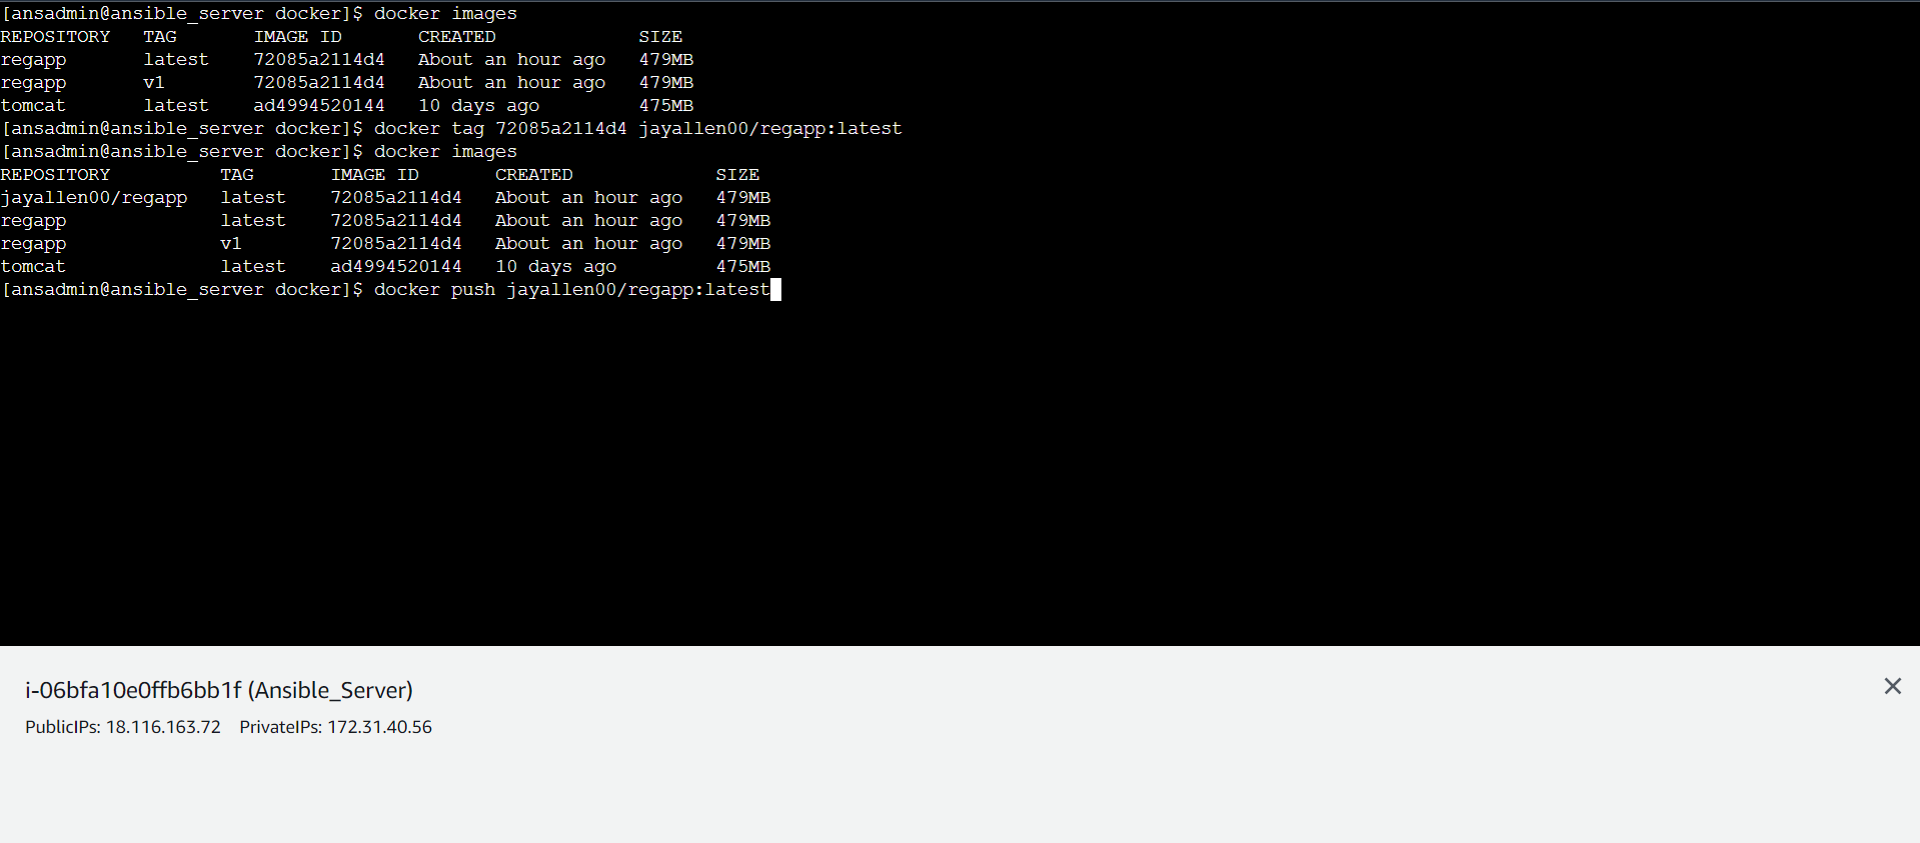 [ansadmin@ansible_server docker]$ docker images
REPOSITORY   TAG       IMAGE ID       CREATED             SIZE
regapp       latest    72085a2114d4   About an hour ago   479MB
regapp       v1        72085a2114d4   About an hour ago   479MB
tomcat       latest    ad4994520144   10 days ago         475MB
[ansadmin@ansible_server docker]$ docker tag 72085a2114d4 jayallen00/regapp:latest
[ansadmin@ansible_server docker]$ docker images
REPOSITORY          TAG       IMAGE ID       CREATED             SIZE
jayallen00/regapp   latest    72085a2114d4   About an hour ago   479MB
regapp              latest    72085a2114d4   About an hour ago   479MB
regapp              v1        72085a2114d4   About an hour ago   479MB
tomcat              latest    ad4994520144   10 days ago         475MB
[ansadmin@ansible_server docker]$ docker push jayallen00/regapp:latest
i-06bfa10e0ffb6bb1f (Ansible_Server)
PublicIPs: 18.116.163.72   PrivateIPs: 172.31.40.56